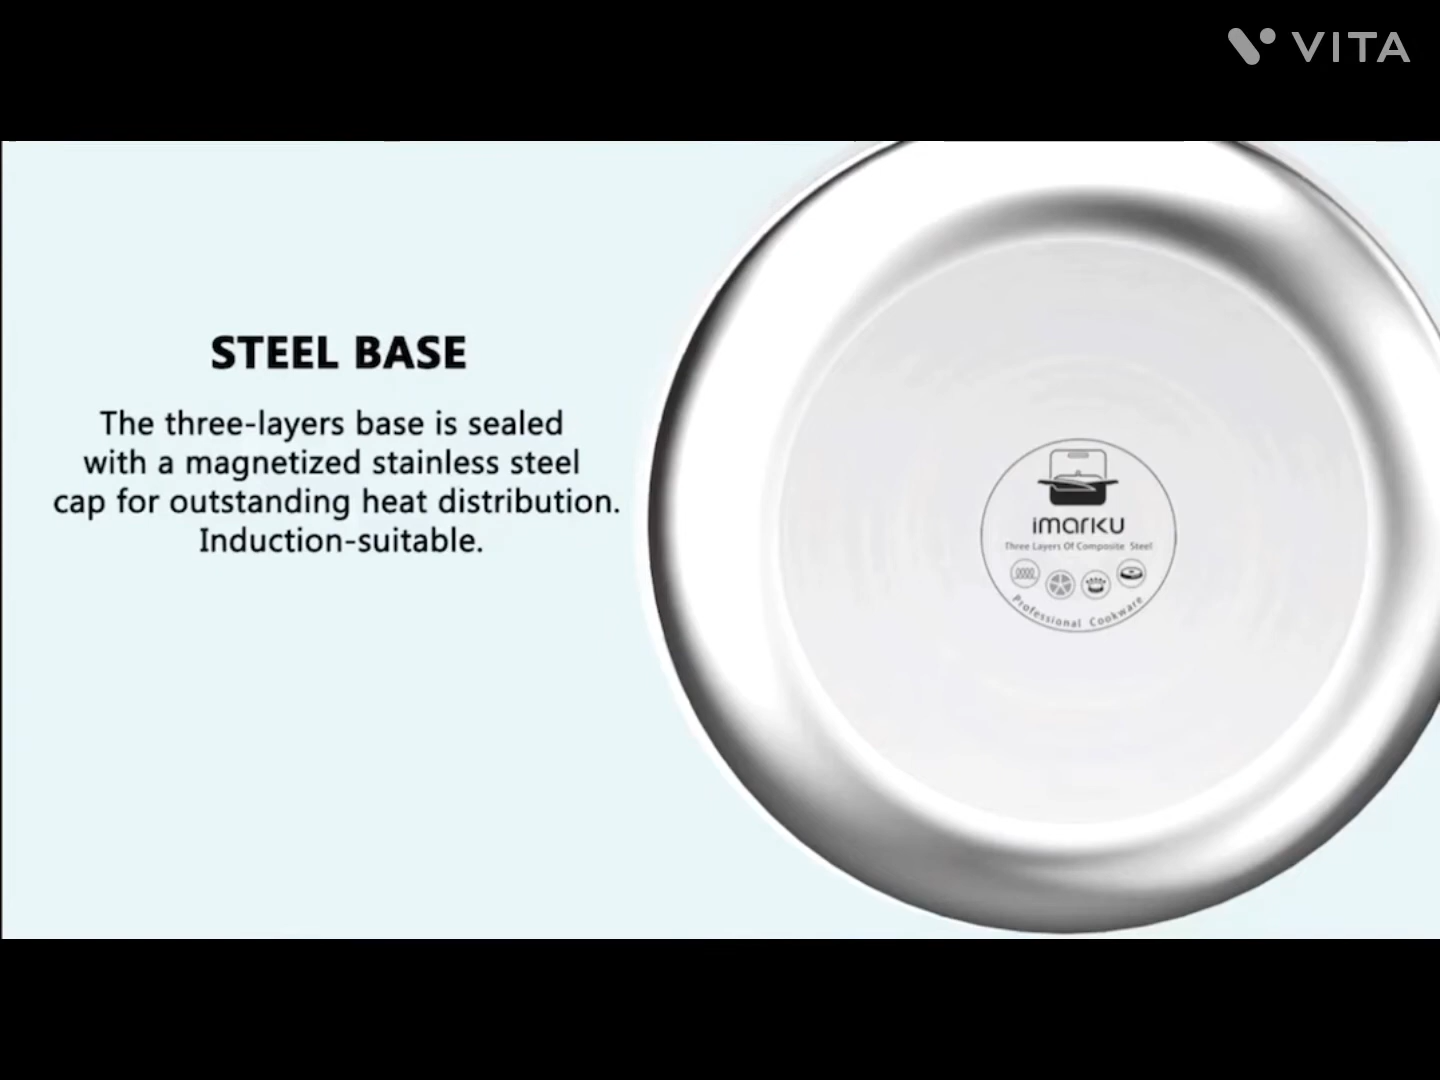 VITA
STEEL BASE
The three-layers base is sealed
with a magnetized stainless steel
cap for outstanding heat distribution.
Induction-suitable.
imarku
Three Layers Of Composite Steel
Professional Cookware